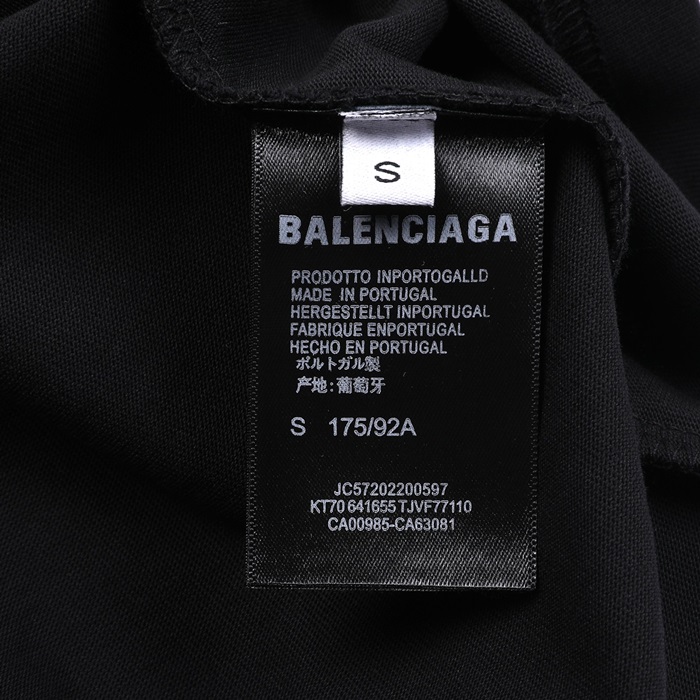 S
BALENCIAGA
PRODOTTO INPORTOGALLD
MADE IN PORTUGAL
HERGESTELLT INPORTUGAL
FABRIQUE ENPORTUGAL
HECHO EN PORTUGAL
ポルトガル製
产地:葡萄牙
S 175/92A
JC57202200597
KT70 641655 TJVF77110
CA00985-CA63081